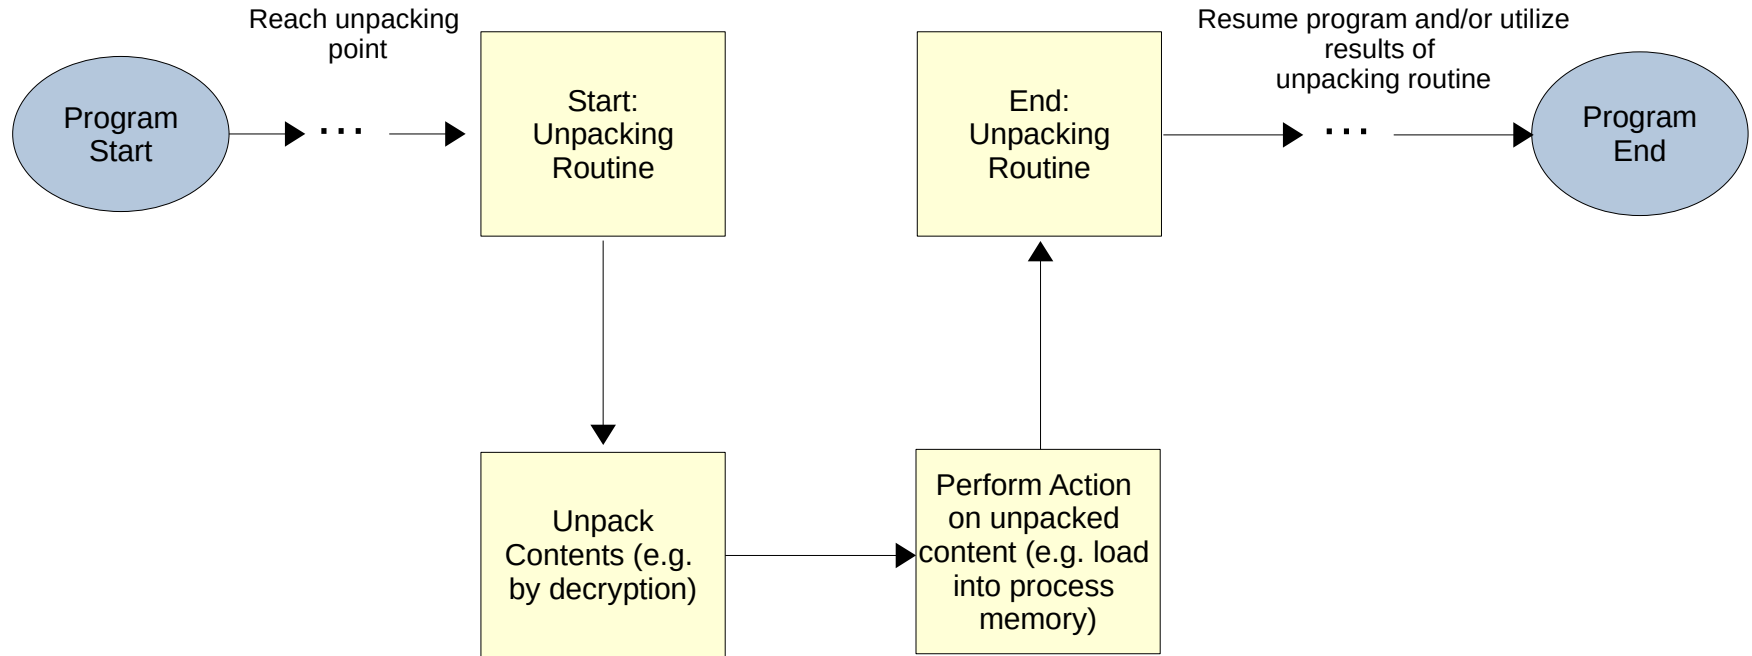 Reach unpacking
point
Resume program and/or utilize
results of
unpacking routine
Program
Start
...
Start:
Unpacking
Routine
End:
Unpacking
Routine
...
Program
End
Unpack
Contents (e.g.
by decryption)
Perform Action
on unpacked
content (e.g. load
into process
memory)